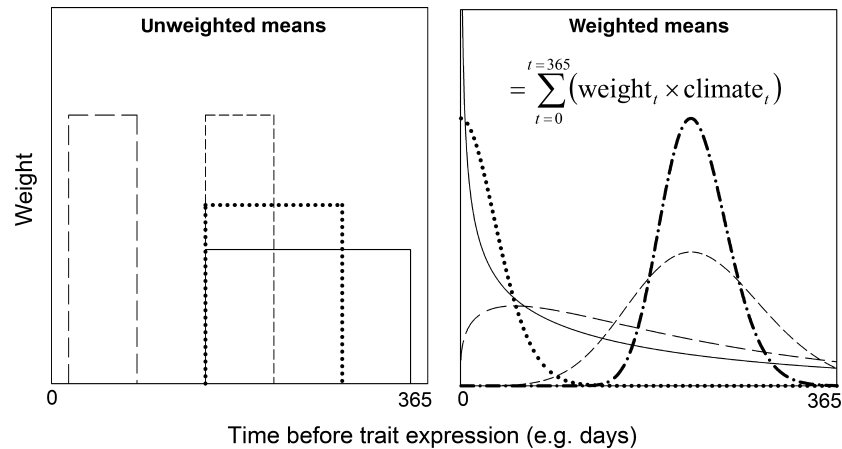 Unweighted means
Weighted means
t = 365
= ∑ (weight_t × climate_t)
t = 0
Weight
0
365
0
365
Time before trait expression (e.g. days)